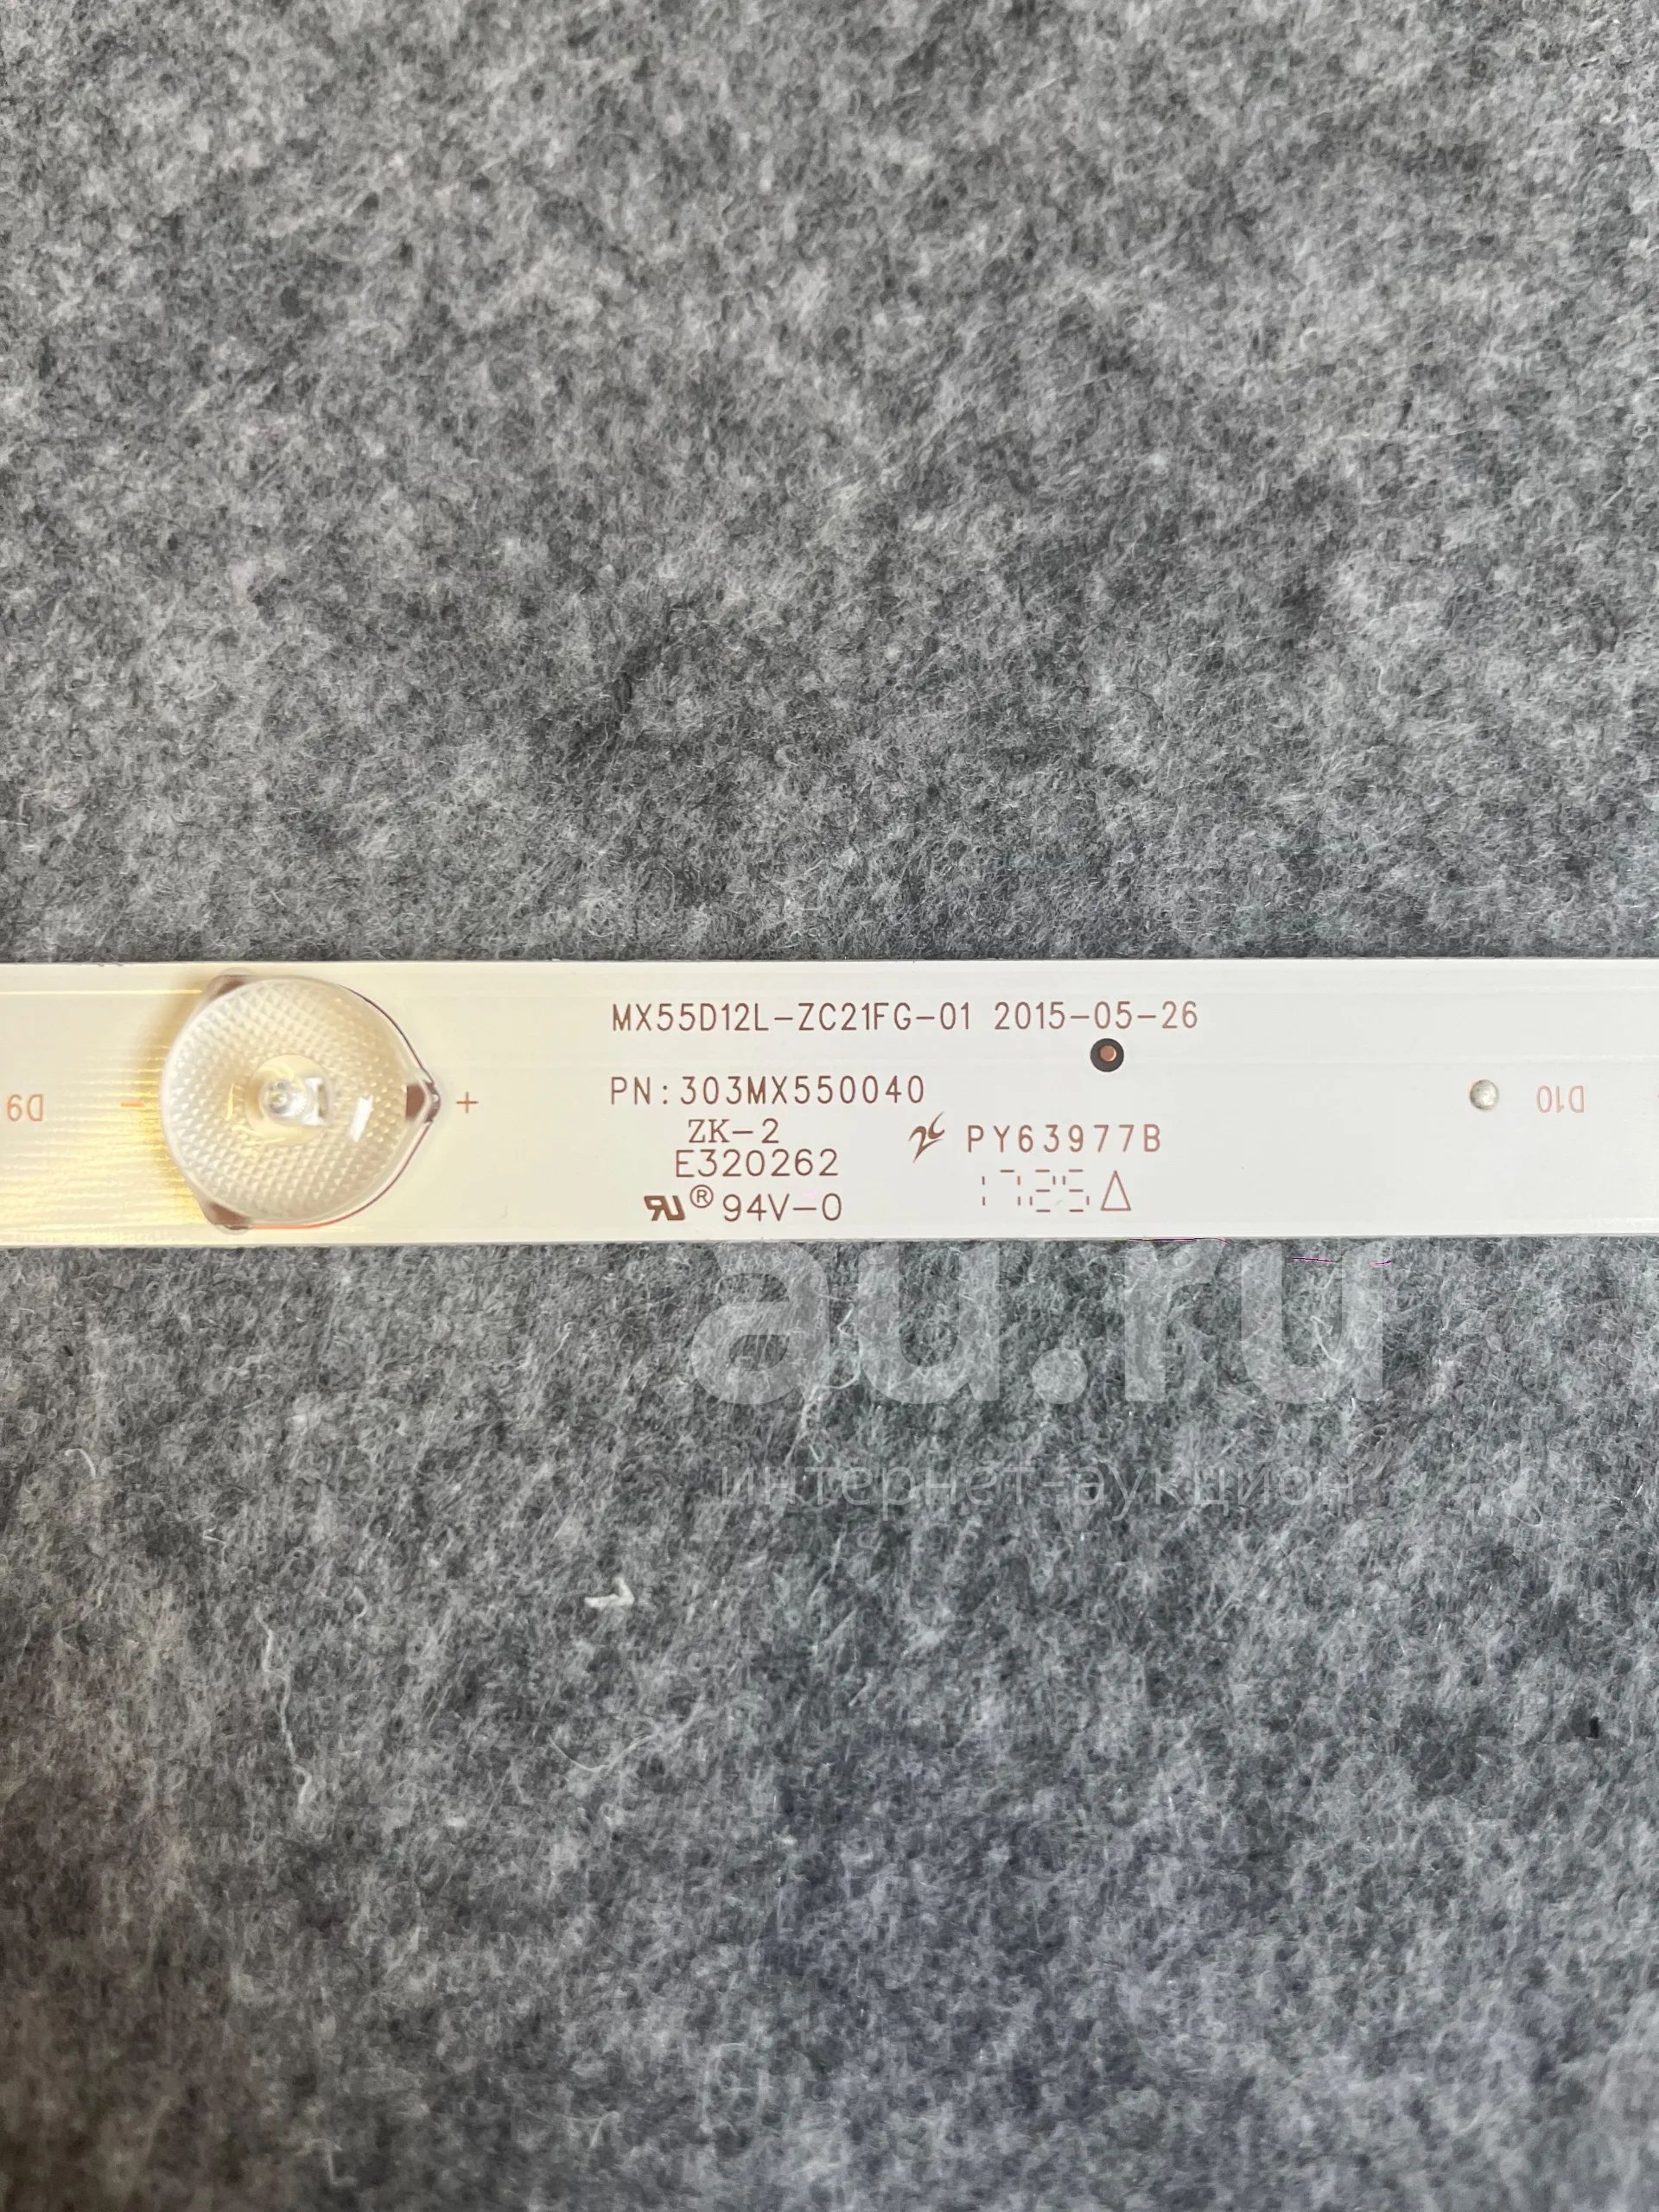 MX55D12L-ZC21FG-01 2015-05-26
PN:303MX550040
ZK-2
E320262
PY63977B
1725
®94V-0
D9
- +
D10
au.ru
интернет-аукцион